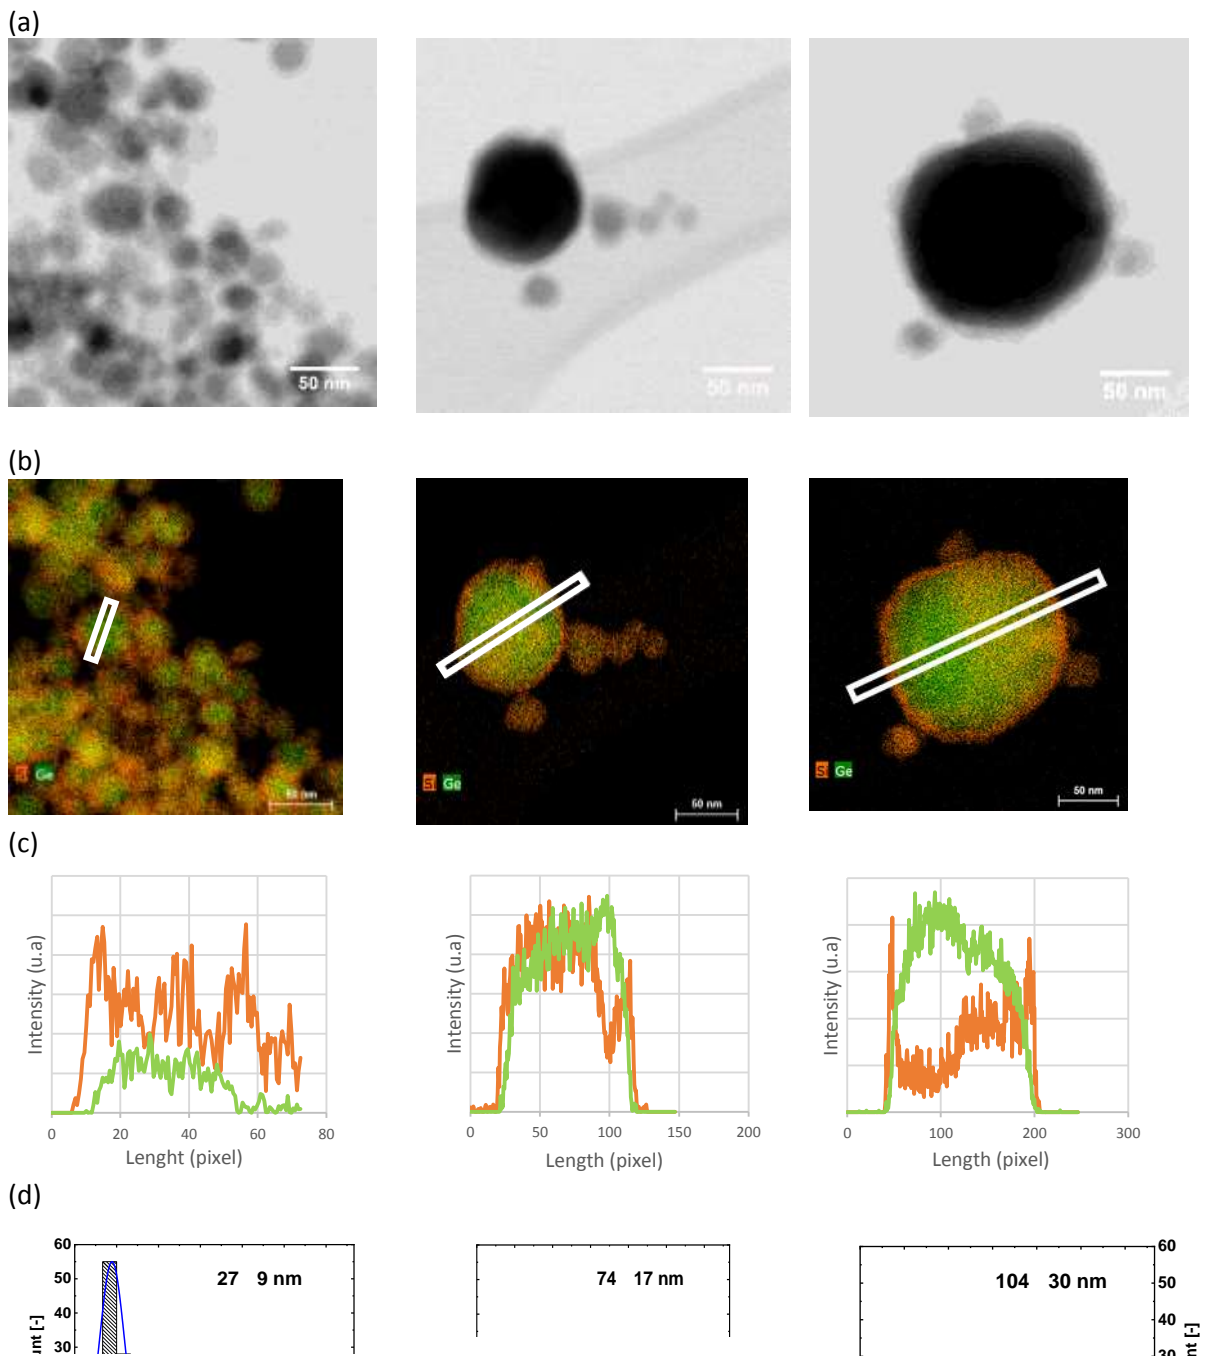 (a)
50 nm
50 nm
50 nm
(b)
Si Ge
50 nm
Si Ge
50 nm
Si Ge
50 nm
(c)
Intensity (u.a)
0 20 40 60 80
Lenght (pixel)
Intensity (u.a)
0 50 100 150 200
Length (pixel)
Intensity (u.a)
0 100 200 300
Length (pixel)
(d)
60
50
40
30
27 9 nm
74 17 nm
104 30 nm
60
50
40
30